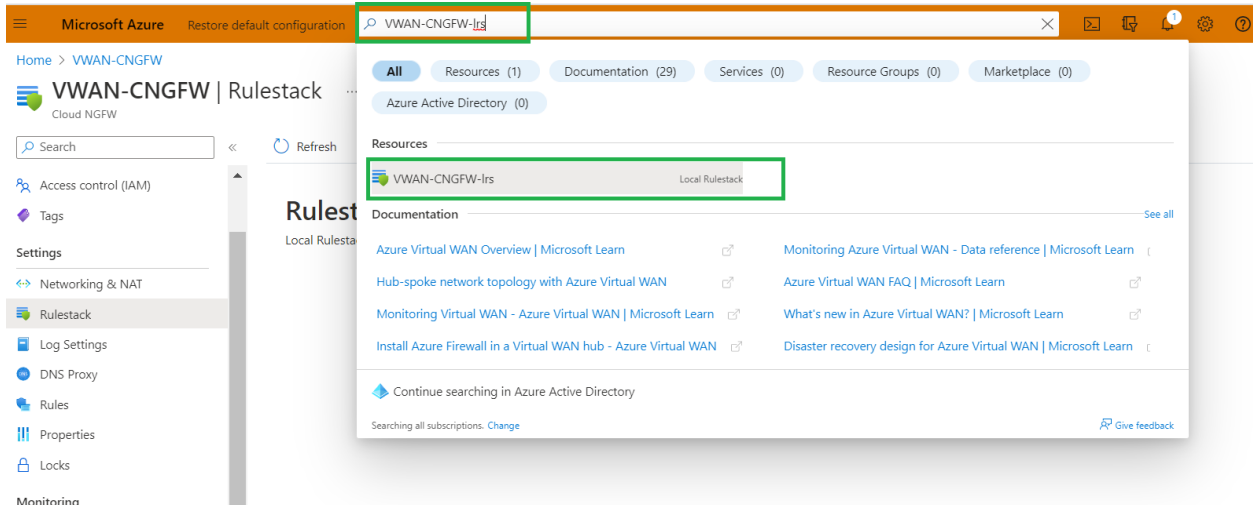 Microsoft Azure
Restore default configuration
VWAN-CNGFW-lrs
1
Home > VWAN-CNGFW
VWAN-CNGFW | Rulestack ...
Cloud NGFW
Search
«
Refresh
Access control (IAM)
Tags
Settings
Networking & NAT
Rulestack
Log Settings
DNS Proxy
Rules
Properties
Locks
Monitoring
Rulest
Local Rulesta
All
Resources (1)
Documentation (29)
Services (0)
Resource Groups (0)
Marketplace (0)
Azure Active Directory (0)
Resources
VWAN-CNGFW-lrs
Local Rulestack
Documentation
See all
Azure Virtual WAN Overview | Microsoft Learn
Monitoring Azure Virtual WAN - Data reference | Microsoft Learn
Hub-spoke network topology with Azure Virtual WAN
Azure Virtual WAN FAQ | Microsoft Learn
Monitoring Virtual WAN - Azure Virtual WAN | Microsoft Learn
What's new in Azure Virtual WAN? | Microsoft Learn
Install Azure Firewall in a Virtual WAN hub - Azure Virtual WAN
Disaster recovery design for Azure Virtual WAN | Microsoft Learn
Continue searching in Azure Active Directory
Searching all subscriptions. Change
Give feedback